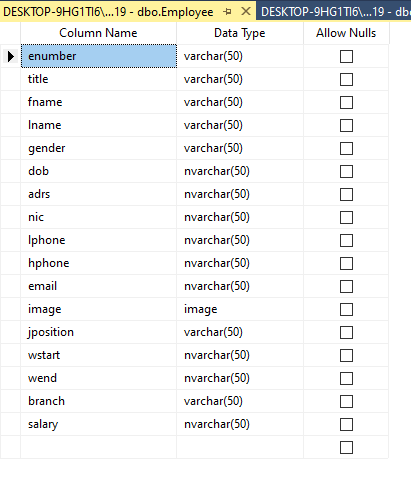 DESKTOP-9HG1TI6\...19 - dbo.Employee DESKTOP-9HG1TI6\...19 - dbo
Column Name Data Type Allow Nulls
enumber varchar(50)
title varchar(50)
fname varchar(50)
lname varchar(50)
gender varchar(50)
dob nvarchar(50)
adrs nvarchar(50)
nic nvarchar(50)
lphone nvarchar(50)
hphone nvarchar(50)
email nvarchar(50)
image image
jposition varchar(50)
wstart nvarchar(50)
wend nvarchar(50)
branch varchar(50)
salary nvarchar(50)